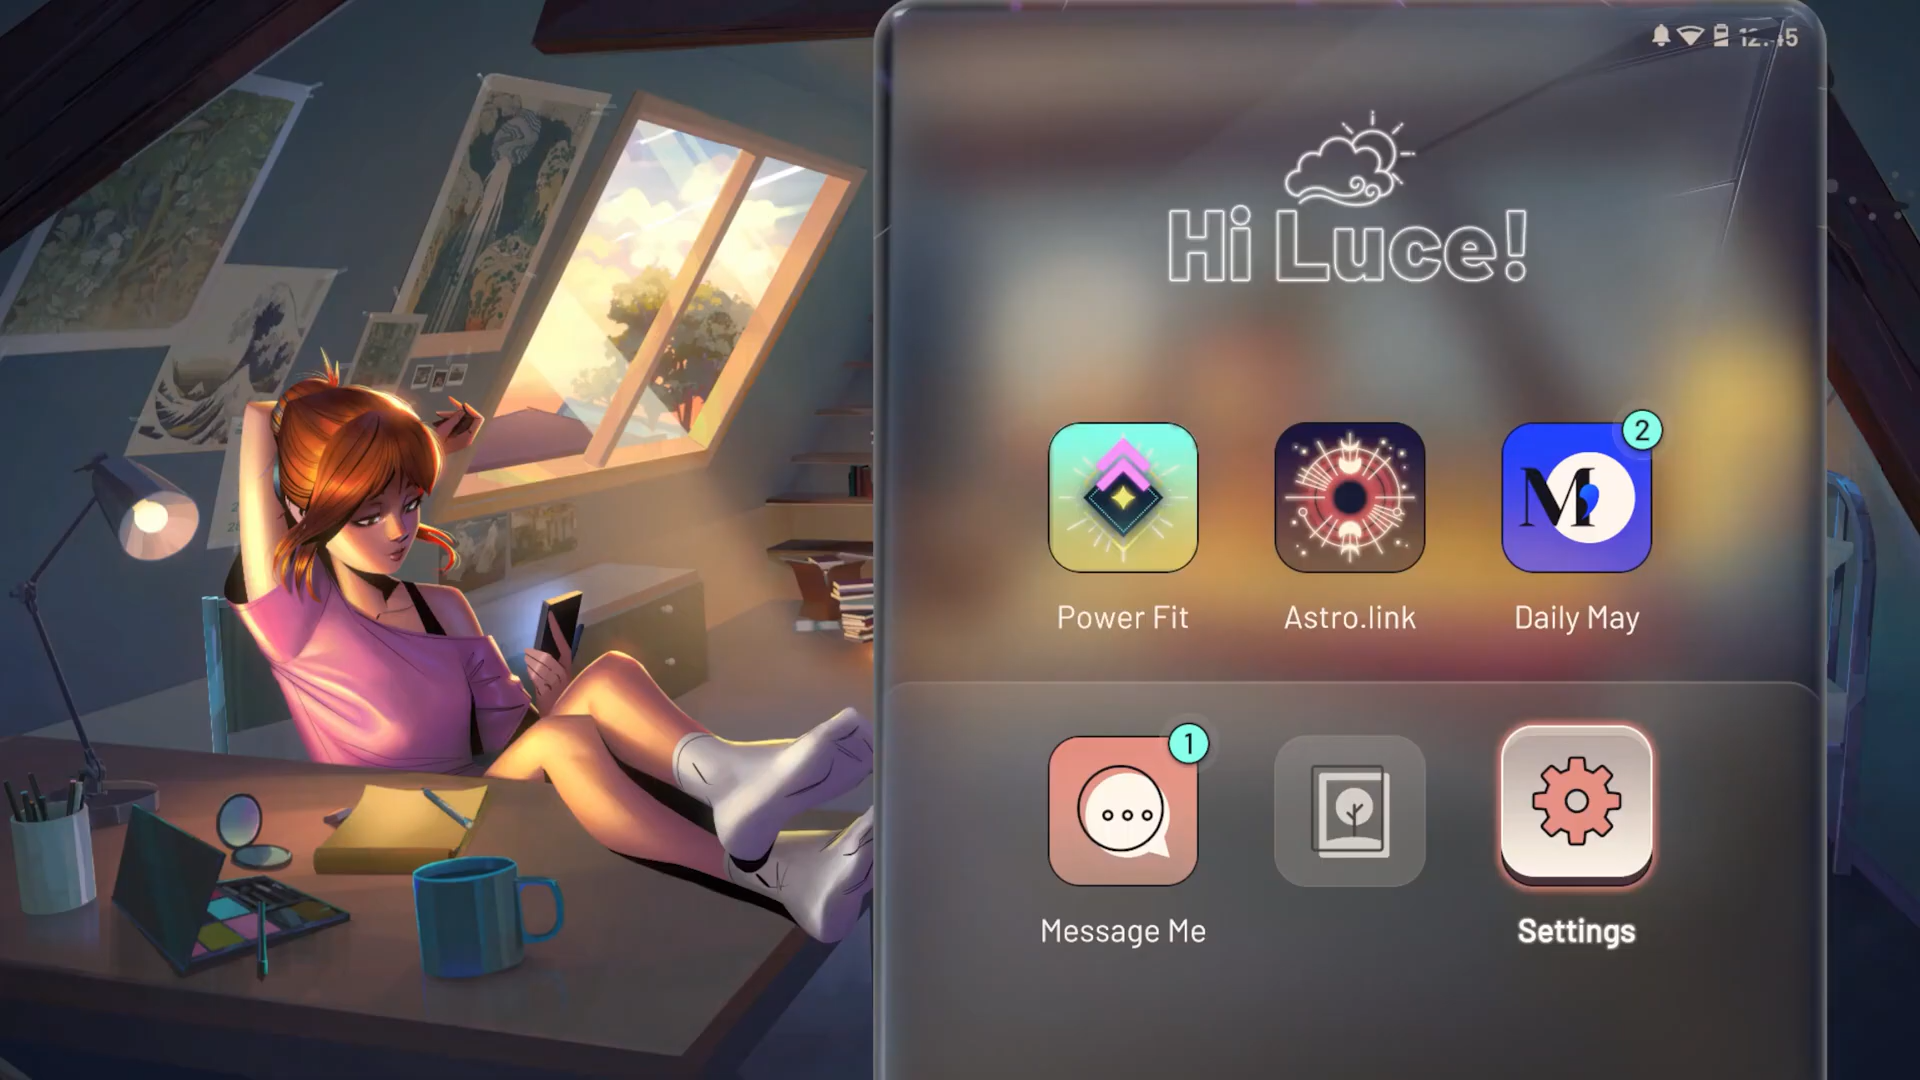 Hi Luce!
2
Power Fit
Astro.link
Daily May
1
Message Me
Settings